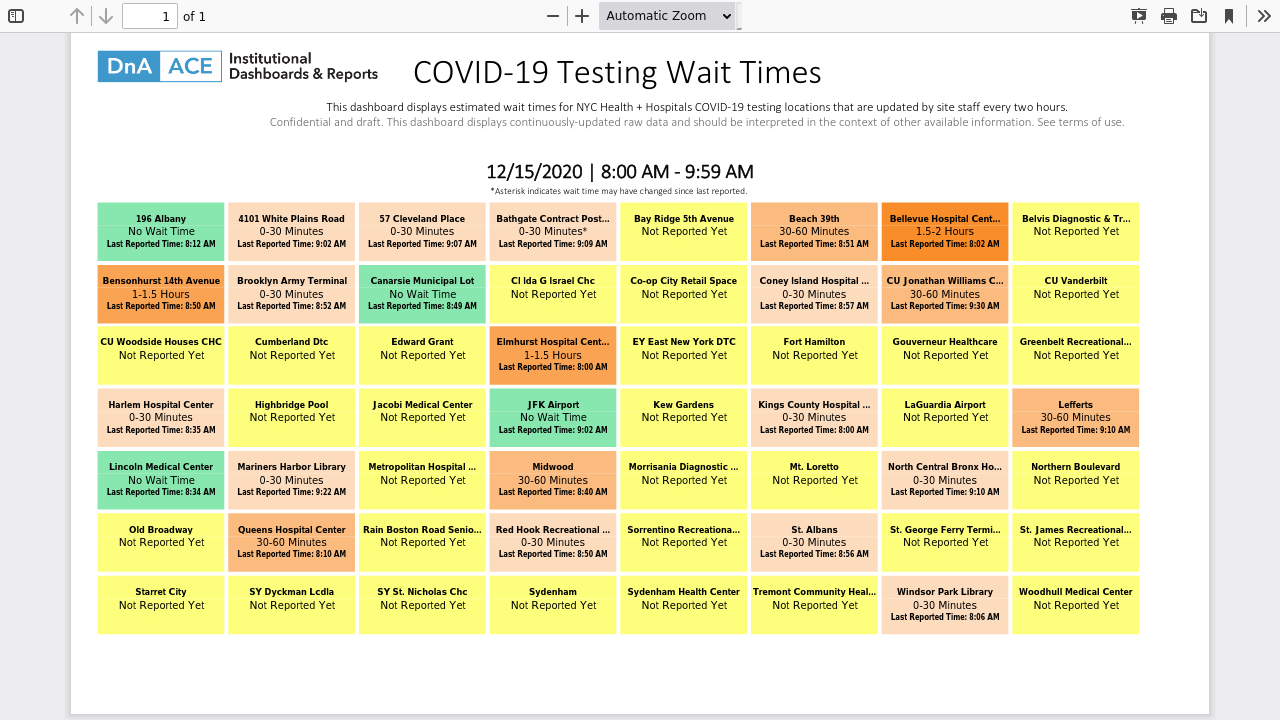 1 of 1 Automatic Zoom
DnA ACE Institutional
Dashboards & Reports
COVID-19 Testing Wait Times
This dashboard displays estimated wait times for NYC Health + Hospitals COVID-19 testing locations that are updated by site staff every two hours.
Confidential and draft. This dashboard displays continuously-updated raw data and should be interpreted in the context of other available information. See terms of use.
12/15/2020 | 8:00 AM - 9:59 AM
*Asterisk indicates wait time may have changed since last reported.
196 Albany
No Wait Time
Last Reported Time: 8:12 AM
4101 White Plains Road
0-30 Minutes
Last Reported Time: 9:02 AM
57 Cleveland Place
0-30 Minutes
Last Reported Time: 9:07 AM
Bathgate Contract Post...
0-30 Minutes*
Last Reported Time: 9:09 AM
Bay Ridge 5th Avenue
Not Reported Yet
Beach 39th
30-60 Minutes
Last Reported Time: 8:51 AM
Bellevue Hospital Cent...
1.5-2 Hours
Last Reported Time: 8:02 AM
Belvis Diagnostic & Tr...
Not Reported Yet
Bensonhurst 14th Avenue
1-1.5 Hours
Last Reported Time: 8:50 AM
Brooklyn Army Terminal
0-30 Minutes
Last Reported Time: 8:52 AM
Canarsie Municipal Lot
No Wait Time
Last Reported Time: 8:49 AM
Cl Ida G Israel Chc
Not Reported Yet
Co-op City Retail Space
Not Reported Yet
Coney Island Hospital ...
0-30 Minutes
Last Reported Time: 8:57 AM
CU Jonathan Williams C...
30-60 Minutes
Last Reported Time: 9:30 AM
CU Vanderbilt
Not Reported Yet
CU Woodside Houses CHC
Not Reported Yet
Cumberland Dtc
Not Reported Yet
Edward Grant
Not Reported Yet
Elmhurst Hospital Cent...
1-1.5 Hours
Last Reported Time: 8:00 AM
EY East New York DTC
Not Reported Yet
Fort Hamilton
Not Reported Yet
Gouverneur Healthcare
Not Reported Yet
Greenbelt Recreational...
Not Reported Yet
Harlem Hospital Center
0-30 Minutes
Last Reported Time: 8:35 AM
Highbridge Pool
Not Reported Yet
Jacobi Medical Center
Not Reported Yet
JFK Airport
No Wait Time
Last Reported Time: 9:02 AM
Kew Gardens
Not Reported Yet
Kings County Hospital ...
0-30 Minutes
Last Reported Time: 8:00 AM
LaGuardia Airport
Not Reported Yet
Lefferts
30-60 Minutes
Last Reported Time: 9:10 AM
Lincoln Medical Center
No Wait Time
Last Reported Time: 8:34 AM
Mariners Harbor Library
0-30 Minutes
Last Reported Time: 9:22 AM
Metropolitan Hospital ...
Not Reported Yet
Midwood
30-60 Minutes
Last Reported Time: 8:40 AM
Morrisania Diagnostic ...
Not Reported Yet
Mt. Loretto
Not Reported Yet
North Central Bronx Ho...
0-30 Minutes
Last Reported Time: 9:10 AM
Northern Boulevard
Not Reported Yet
Old Broadway
Not Reported Yet
Queens Hospital Center
30-60 Minutes
Last Reported Time: 8:10 AM
Rain Boston Road Senio...
Not Reported Yet
Red Hook Recreational ...
0-30 Minutes
Last Reported Time: 8:50 AM
Sorrentino Recreationa...
Not Reported Yet
St. Albans
0-30 Minutes
Last Reported Time: 8:56 AM
St. George Ferry Termi...
Not Reported Yet
St. James Recreational...
Not Reported Yet
Starret City
Not Reported Yet
SY Dyckman Lcdla
Not Reported Yet
SY St. Nicholas Chc
Not Reported Yet
Sydenham
Not Reported Yet
Sydenham Health Center
Not Reported Yet
Tremont Community Heal...
Not Reported Yet
Windsor Park Library
0-30 Minutes
Last Reported Time: 8:06 AM
Woodhull Medical Center
Not Reported Yet